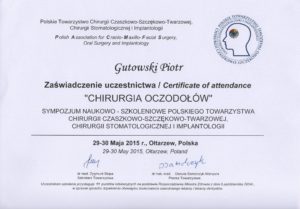 Polskie Towarzystwo Chirurgii Czaszkowo-Szczękowo-Twarzowej,
Chirurgii Stomatologicznej i Implantologii
Polish Association for Cranio-Maxillo-Facial Surgery,
Oral Surgery and Implantology
Gutowski Piotr
Zaświadczenie uczestnictwa / Certificate of attendance
"CHIRURGIA OCZODOŁÓW"
SYMPOZJUM NAUKOWO - SZKOLENIOWE POLSKIEGO TOWARZYSTWA
CHIRURGII CZASZKOWO-SZCZĘKOWO-TWARZOWEJ,
CHIRURGII STOMATOLOGICZNEJ I IMPLANTOLOGII
29-30 Maja 2015 r., Ołtarzew, Polska
29-30 May 2015, Ołtarzew, Poland